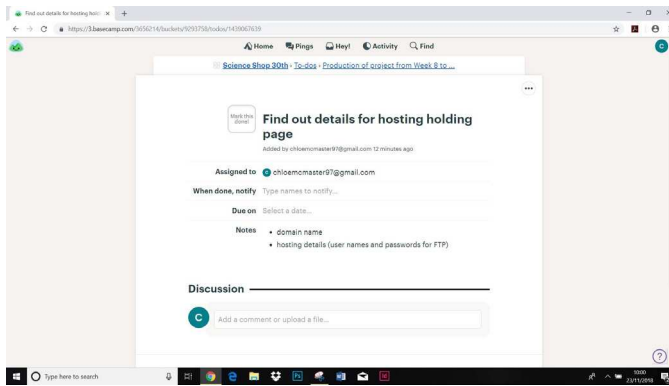 Find out details for hosting hold
https://3.basecamp.com/3656214/buckets/9293758/todos/1439067639
Home Pings Hey! Activity Find
C
Science Shop 30th › To-dos › Production of project from Week 8 to ...
Mark this done!
Find out details for hosting holding
page
Added by chloemcmaster97@gmail.com 12 minutes ago
Assigned to C chloemcmaster97@gmail.com
When done, notify Type names to notify...
Due on Select a date...
Notes • domain name
• hosting details (user names and passwords for FTP)
Discussion
C Add a comment or upload a file...
?
Type here to search
10:00
23/11/2018